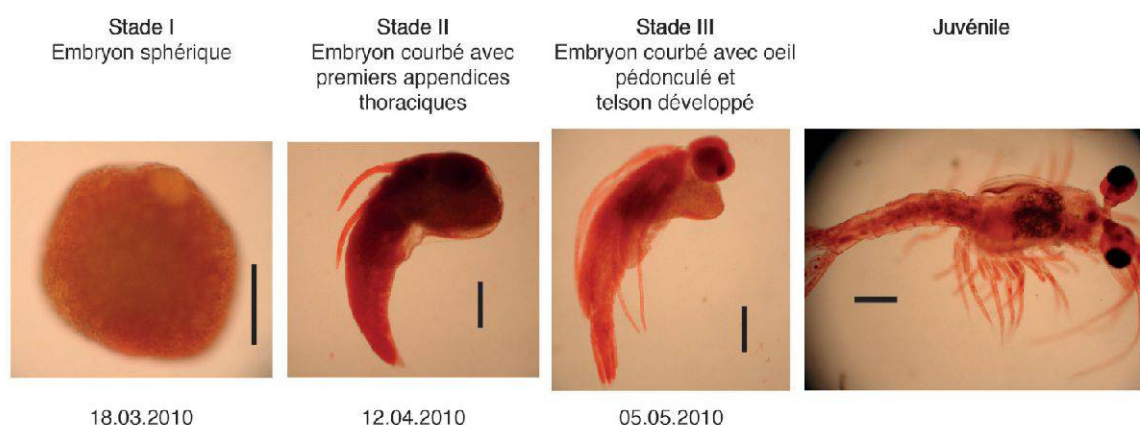 Stade I
Embryon sphérique
Stade II
Embryon courbé avec
premiers appendices
thoraciques
Stade III
Embryon courbé avec oeil
pédonculé et
telson développé
Juvénile
18.03.2010
12.04.2010
05.05.2010